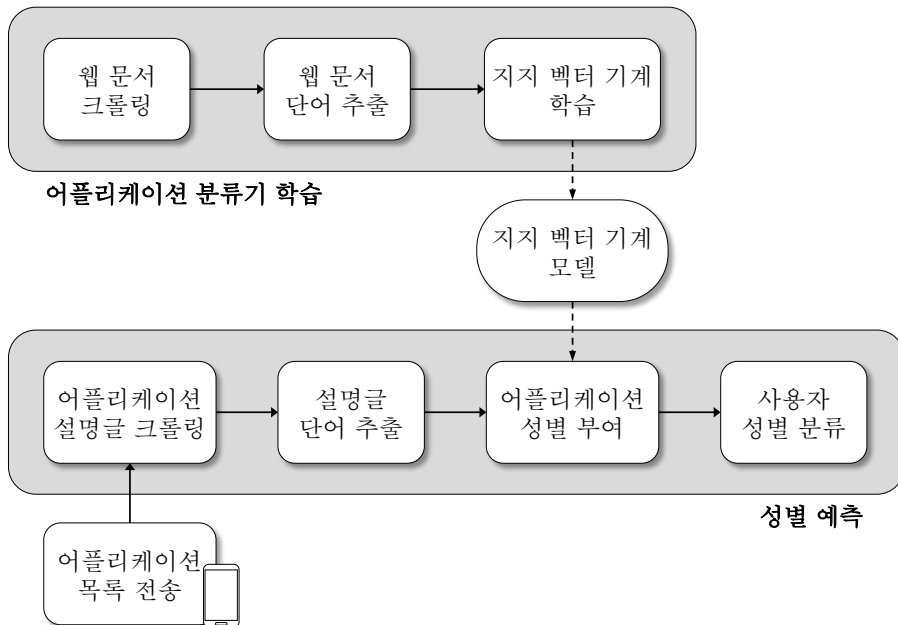 웹 문서
크롤링
웹 문서
단어 추출
지지 벡터 기계
학습
어플리케이션 분류기 학습
지지 벡터 기계
모델
어플리케이션
설명글 크롤링
설명글
단어 추출
어플리케이션
성별 부여
사용자
성별 분류
성별 예측
어플리케이션
목록 전송